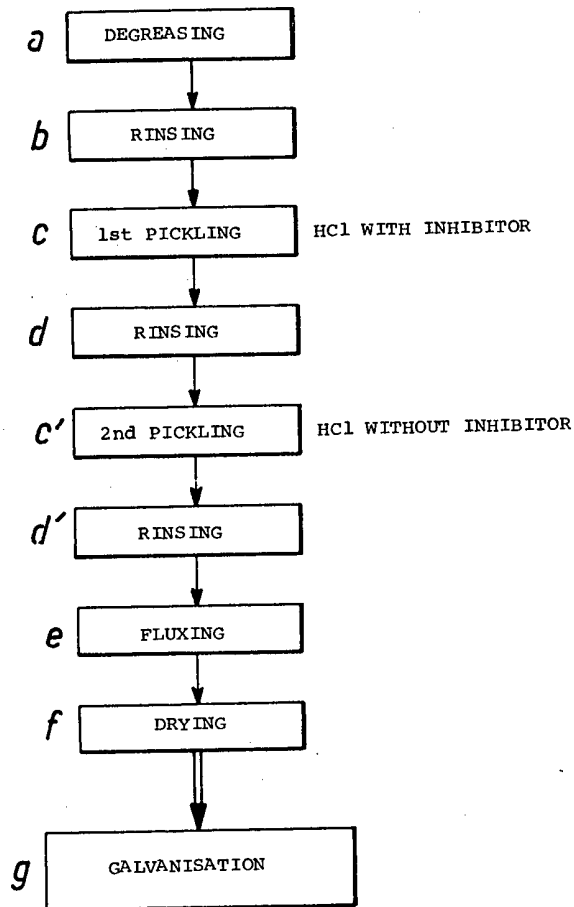 a DEGREASING
b RINSING
c 1st PICKLING HCl WITH INHIBITOR
d RINSING
c' 2nd PICKLING HCl WITHOUT INHIBITOR
d' RINSING
e FLUXING
f DRYING
g GALVANISATION